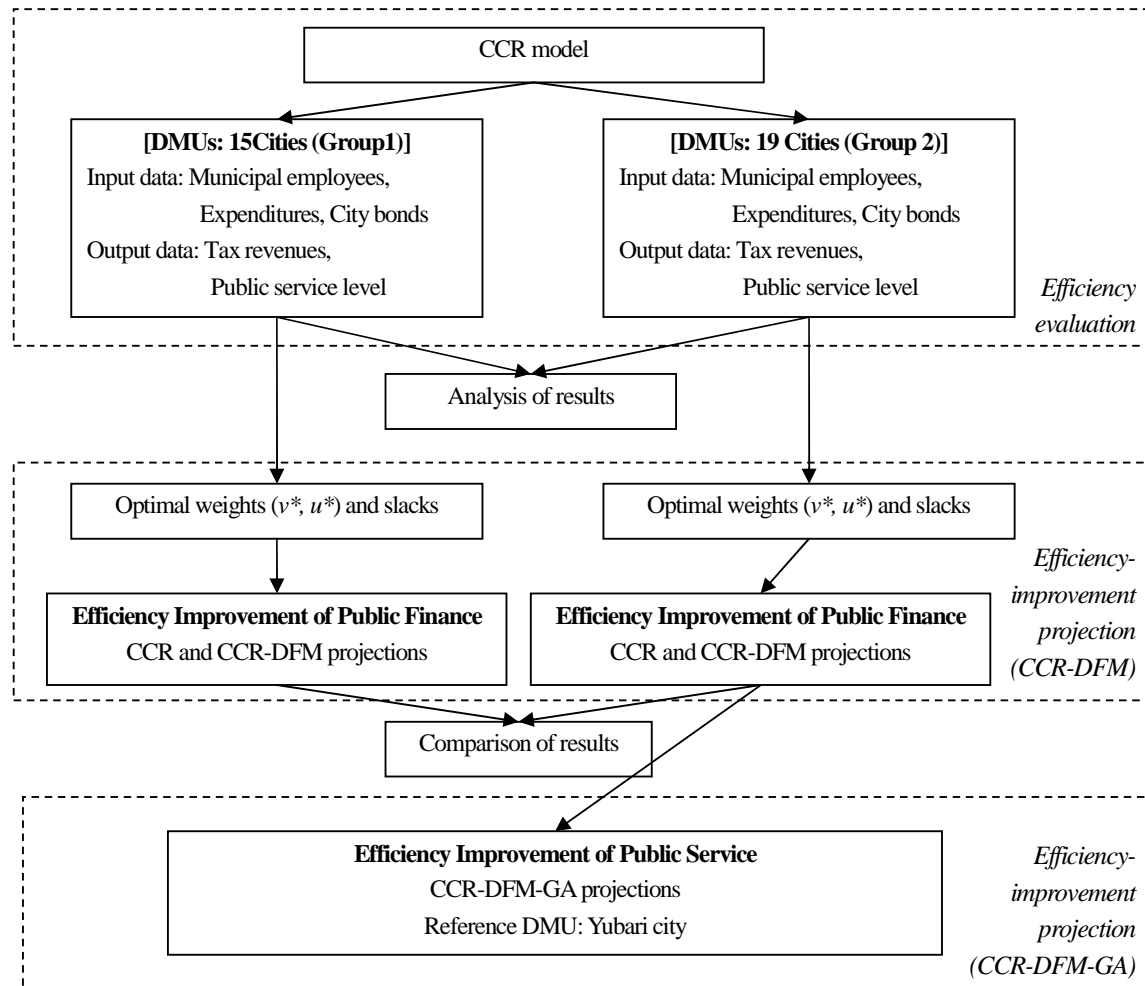 CCR model
[DMUs: 15Cities (Group1)]
Input data: Municipal employees,
Expenditures, City bonds
Output data: Tax revenues,
Public service level
[DMUs: 19 Cities (Group 2)]
Input data: Municipal employees,
Expenditures, City bonds
Output data: Tax revenues,
Public service level
Efficiency
evaluation
Analysis of results
Optimal weights (v*, u*) and slacks
Optimal weights (v*, u*) and slacks
Efficiency Improvement of Public Finance
CCR and CCR-DFM projections
Efficiency Improvement of Public Finance
CCR and CCR-DFM projections
Efficiency-
improvement
projection
(CCR-DFM)
Comparison of results
Efficiency Improvement of Public Service
CCR-DFM-GA projections
Reference DMU: Yubari city
Efficiency-
improvement
projection
(CCR-DFM-GA)